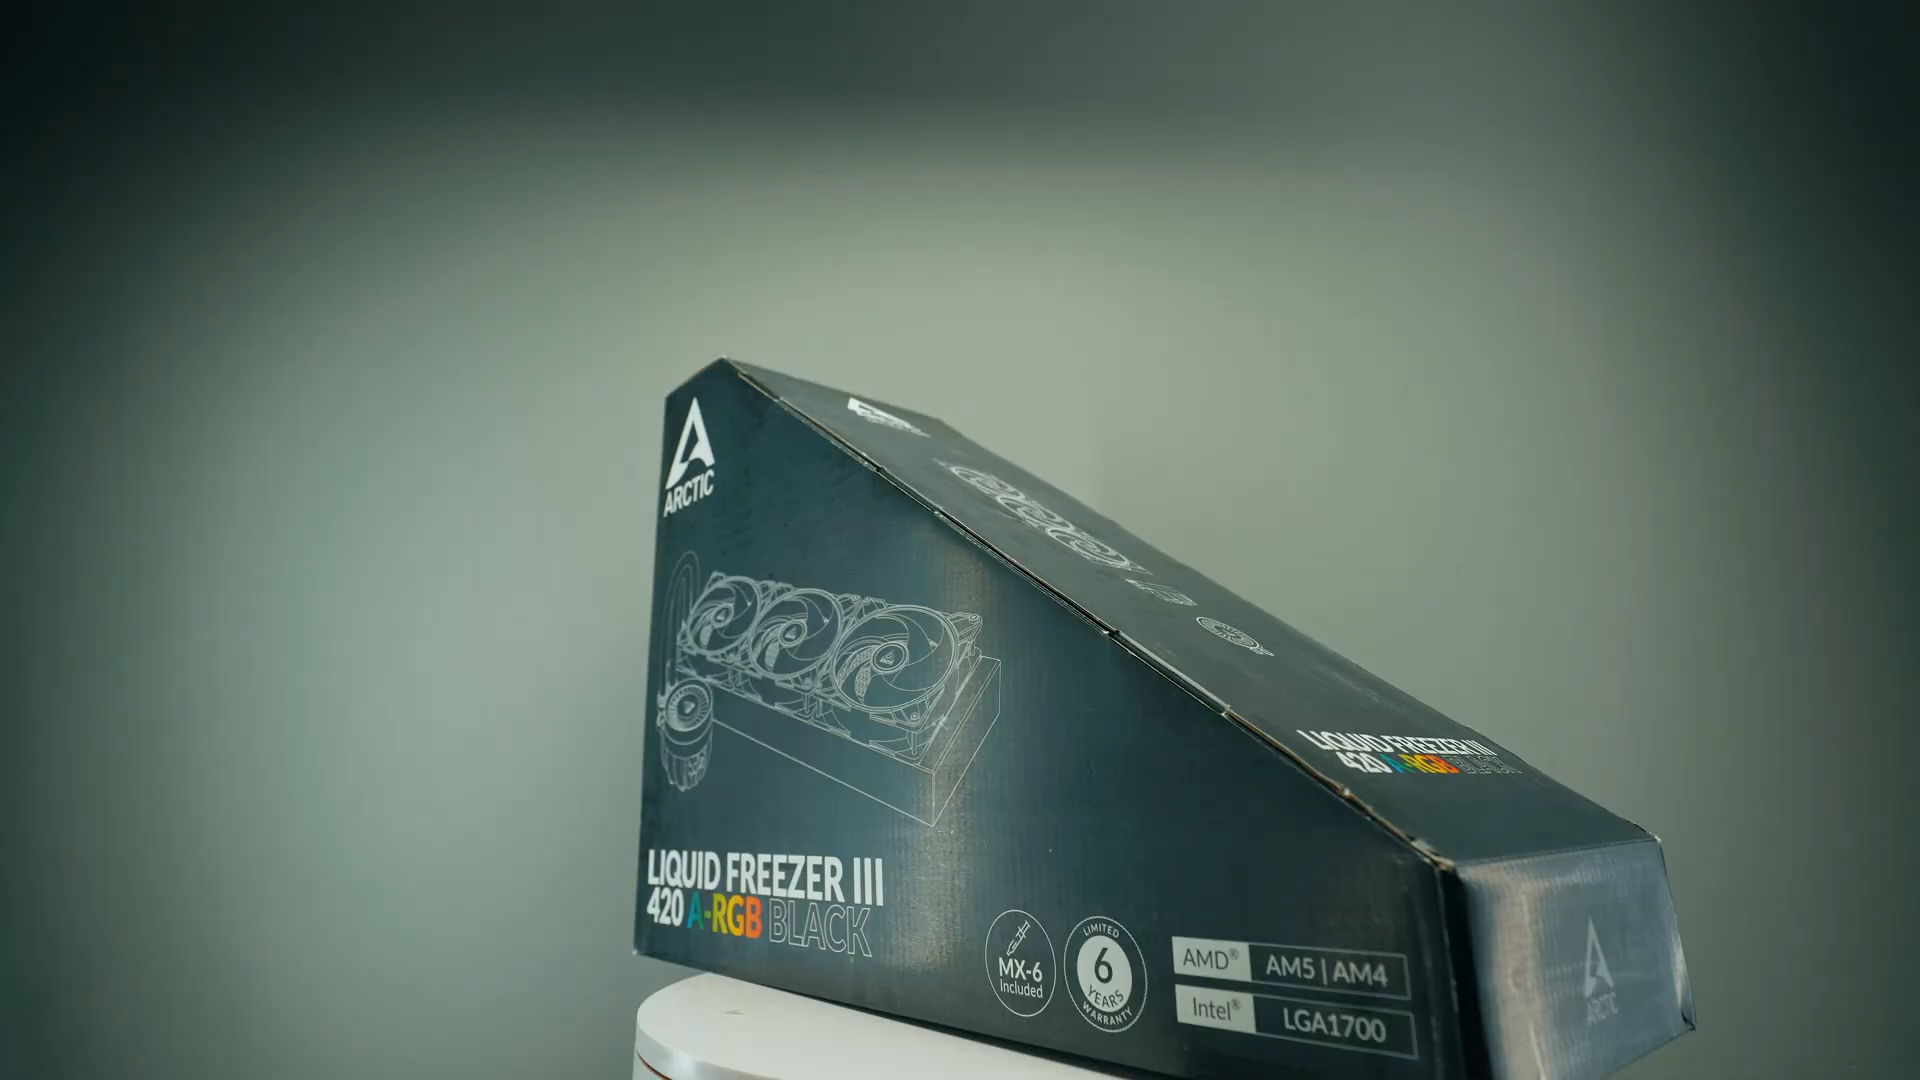 ARCTIC
LIQUID FREEZER III
420 A-RGB BLACK
MX-6
Included
LIMITED
6
YEARS
WARRANTY
AMD® AM5 | AM4
Intel® LGA1700
LIQUID FREEZER III
420 A-RGB BLACK
ARCTIC